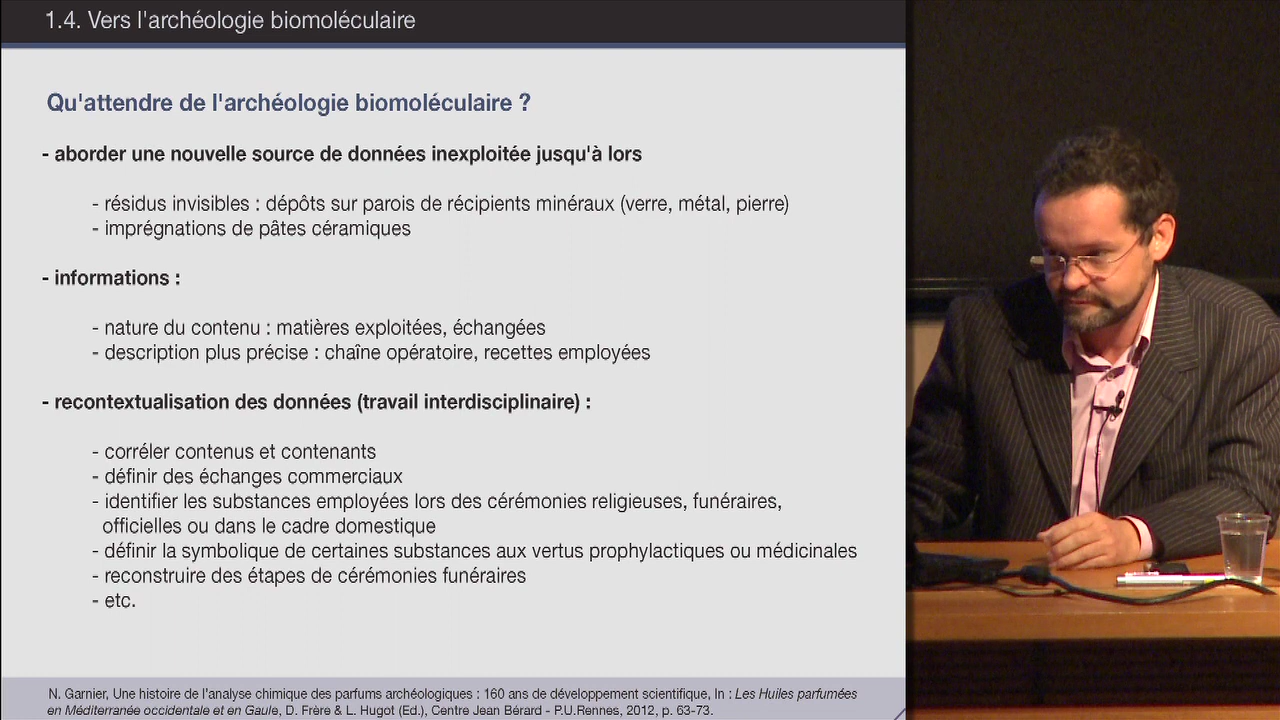 1.4. Vers l'archéologie biomoléculaire
Qu'attendre de l'archéologie biomoléculaire ?
- aborder une nouvelle source de données inexploitée jusqu'à lors
- résidus invisibles : dépôts sur parois de récipients minéraux (verre, métal, pierre)
- imprégnations de pâtes céramiques
- informations :
- nature du contenu : matières exploitées, échangées
- description plus précise : chaîne opératoire, recettes employées
- recontextualisation des données (travail interdisciplinaire) :
- corréler contenus et contenants
- définir des échanges commerciaux
- identifier les substances employées lors des cérémonies religieuses, funéraires,
officielles ou dans le cadre domestique
- définir la symbolique de certaines substances aux vertus prophylactiques ou médicinales
- reconstruire des étapes de cérémonies funéraires
- etc.
N. Garnier, Une histoire de l'analyse chimique des parfums archéologiques : 160 ans de développement scientifique, In : Les Huiles parfumées
en Méditerranée occidentale et en Gaule, D. Frère & L. Hugot (Ed.), Centre Jean Bérard - P.U.Rennes, 2012, p. 63-73.